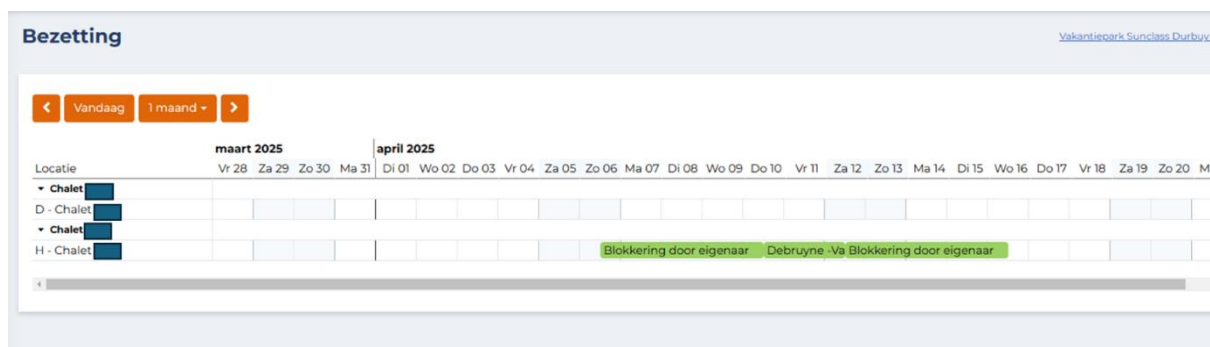 Bezetting
Vakantiepark Sunclass Durbuy
Vandaag
1 maand
maart 2025 april 2025
Locatie Vr 28 Za 29 Zo 30 Ma 31 Di 01 Wo 02 Do 03 Vr 04 Za 05 Zo 06 Ma 07 Di 08 Wo 09 Do 10 Vr 11 Za 12 Zo 13 Ma 14 Di 15 Wo 16 Do 17 Vr 18 Za 19 Zo 20 M
Chalet
D - Chalet
Chalet
H - Chalet Blokkering door eigenaar Debruyne -Va Blokkering door eigenaar